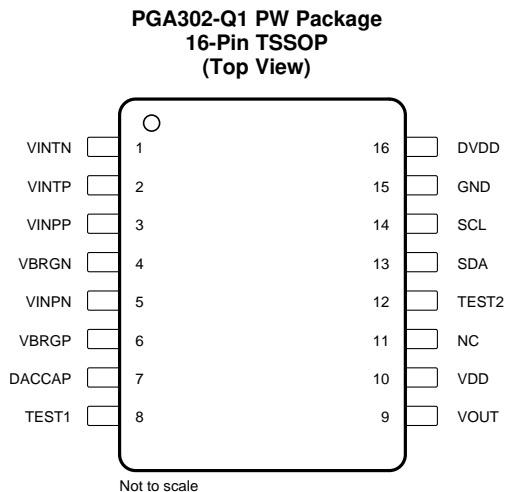 PGA302-Q1 PW Package
16-Pin TSSOP
(Top View)
VINTN 1 16 DVDD
VINTP 2 15 GND
VINPP 3 14 SCL
VBRGN 4 13 SDA
VINPN 5 12 TEST2
VBRGP 6 11 NC
DACCAP 7 10 VDD
TEST1 8 9 VOUT
Not to scale